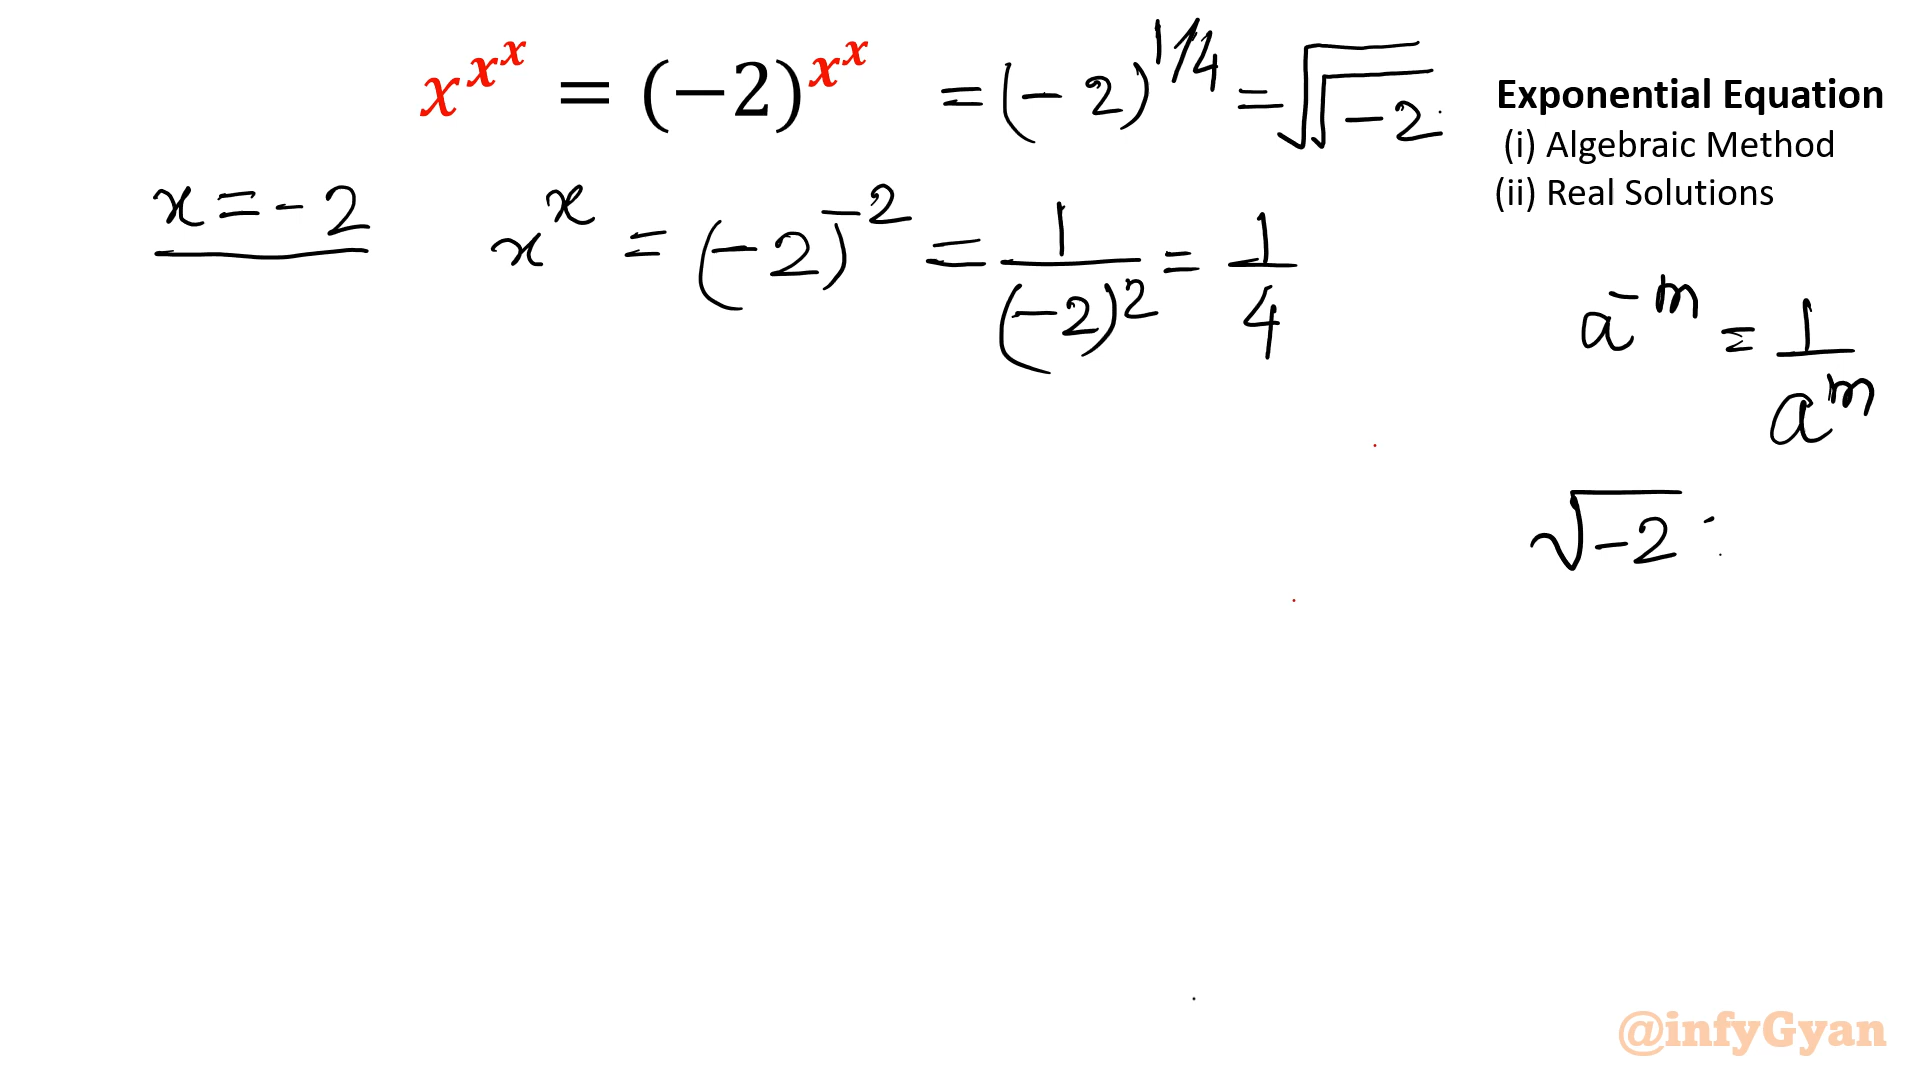 x^{x^x} = (-2)^{x^x} = (-2)^{1/4} = √√-2
Exponential Equation
(i) Algebraic Method
(ii) Real Solutions
x = -2
x^x = (-2)^{-2} = 1/(-2)^2 = 1/4
a^{-m} = 1/a^m
√-2
@infyGyan